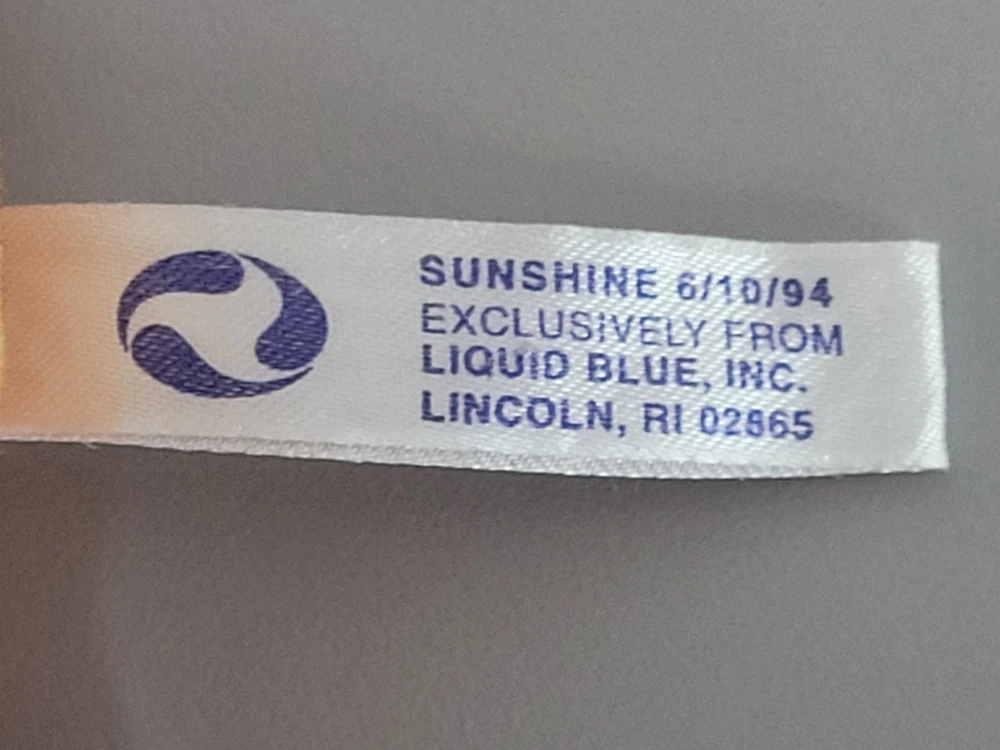 SUNSHINE 6/10/94
EXCLUSIVELY FROM
LIQUID BLUE, INC.
LINCOLN, RI 02865